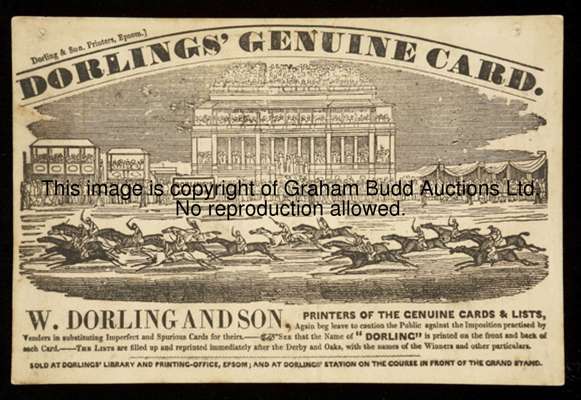 Dorling & Son, Printers, Epsom.]
DORLINGS' GENUINE CARD.
This image is copyright of Graham Budd Auctions Ltd,
No reproduction allowed.
W. DORLING AND SON, PRINTERS OF THE GENUINE CARDS & LISTS,
Again beg leave to caution the Public against the Imposition practised by
Venders in substituting Imperfect and Spurious Cards for theirs.—☞SEE that the Name of "DORLING" is printed on the front and back of
each Card.—THE LISTS are filled up and reprinted immediately after the Derby and Oaks, with the names of the Winners and other particulars.
SOLD AT DORLINGS' LIBRARY AND PRINTING-OFFICE, EPSOM; AND AT DORLINGS' STATION ON THE COURSE IN FRONT OF THE GRAND STAND.